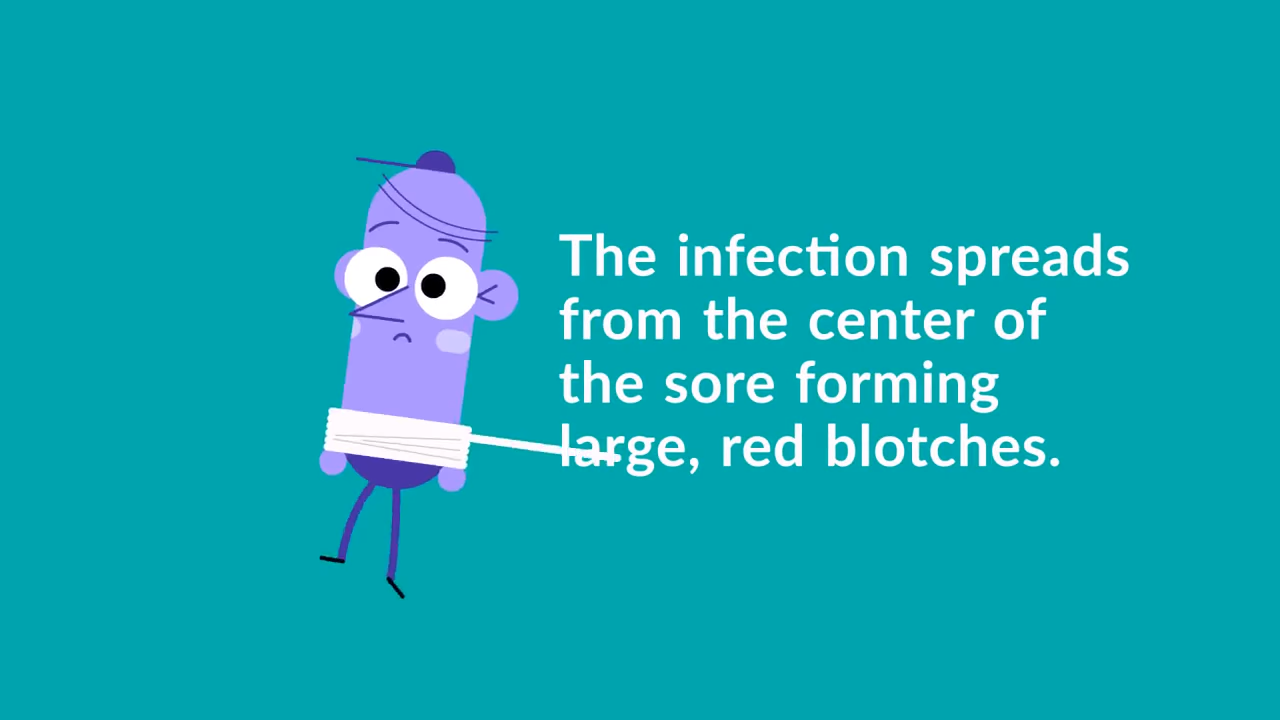 The infection spreads
from the center of
the sore forming
large, red blotches.